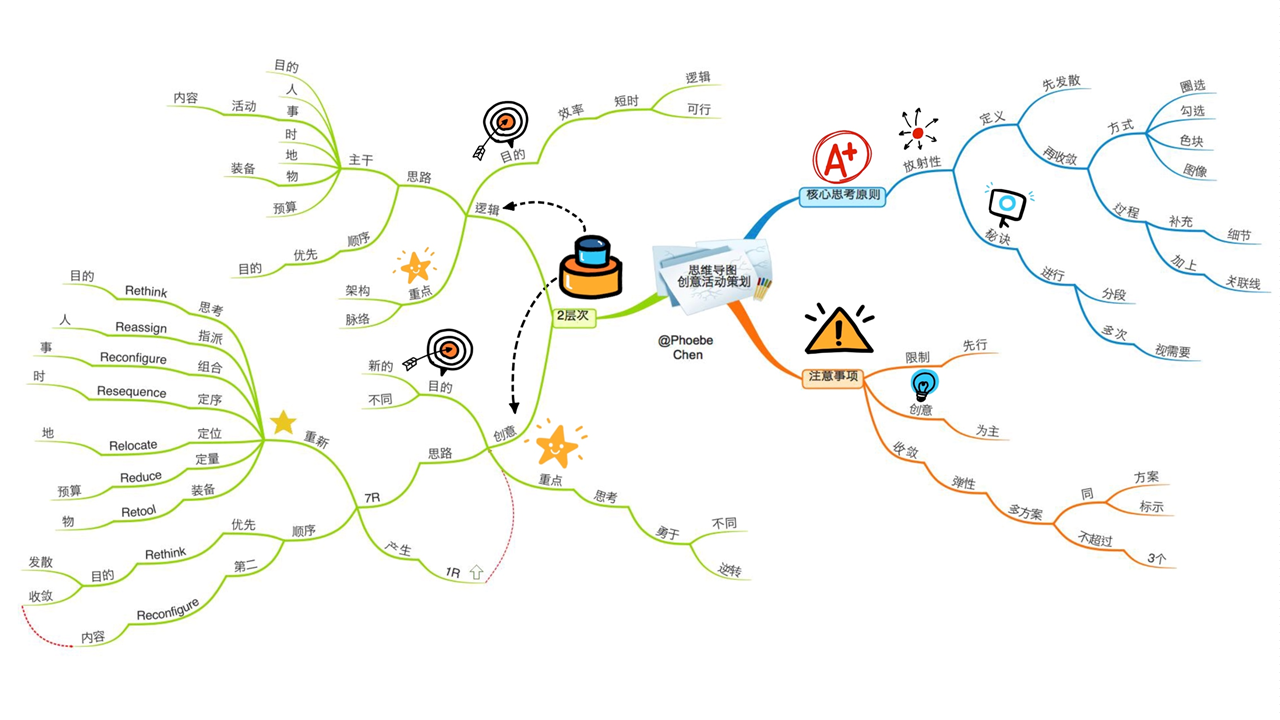 思维导图
创意活动策划
@Phoebe
Chen
核心思考原则
放射性
定义
先发散
再收敛
方式
圈选
勾选
色块
图像
过程
补充
细节
加上
关联线
秘诀
进行
分段
多次
视需要
注意事项
限制
先行
创意
为主
收敛
弹性
多方案
同
方案
标示
不超过
3个
2层次
逻辑
目的
效率
短时
逻辑
可行
思路
主干
目的
人
事
活动
内容
时
地
物
装备
预算
顺序
优先
目的
重点
架构
脉络
创意
目的
新的
不同
思路
7R
重新
思考
Rethink
目的
指派
Reassign
人
组合
Reconfigure
事
定序
Resequence
时
定位
Relocate
地
定量
Reduce
预算
装备
Retool
物
顺序
优先
Rethink
目的
发散
收敛
第二
Reconfigure
内容
产生
1R
重点
思考
勇于
不同
逆转
A+